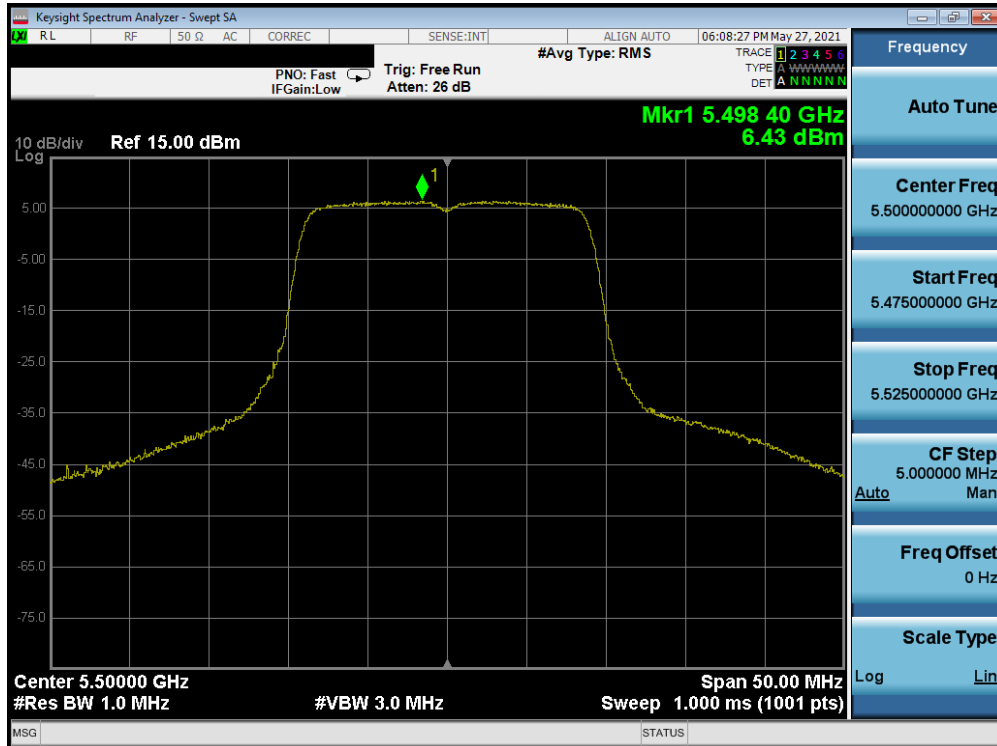 Keysight Spectrum Analyzer - Swept SA
LXI RL RF 50 Ω AC CORREC SENSE:INT ALIGN AUTO 06:08:27 PM May 27, 2021
Frequency
#Avg Type: RMS
TRACE 1 2 3 4 5 6
PNO: Fast Trig: Free Run
TYPE A WWWWW
IFGain:Low Atten: 26 dB
DET A N N N N N
Auto Tune
Mkr1 5.498 40 GHz
6.43 dBm
10 dB/div Ref 15.00 dBm
Log
1
5.00
-5.00
-15.0
-25.0
-35.0
-45.0
-55.0
-65.0
-75.0
Center 5.50000 GHz
Span 50.00 MHz
#Res BW 1.0 MHz #VBW 3.0 MHz Sweep 1.000 ms (1001 pts)
Center Freq
5.500000000 GHz
Start Freq
5.475000000 GHz
Stop Freq
5.525000000 GHz
CF Step
5.000000 MHz
Auto Man
Freq Offset
0 Hz
Scale Type
Log Lin
MSG STATUS